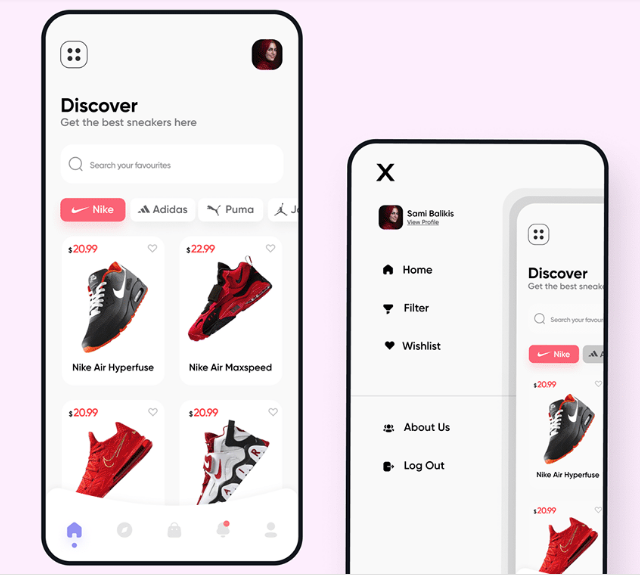 Discover
Get the best sneakers here
Search your favourites
Nike
Adidas
Puma
$20.99
$22.99
Nike Air Hyperfuse
Nike Air Maxspeed
$20.99
$20.99
AIR
X
Sami Balikis
View Profile
Home
Filter
Wishlist
About Us
Log Out
Discover
Get the best
Search your
Nike
A
$20.99
Nike Air Hyperfuse
$20.99